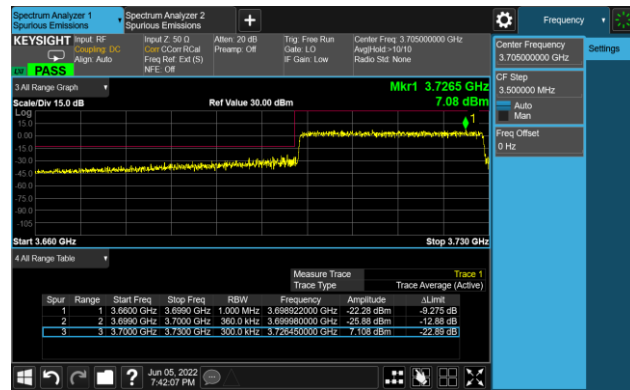 Spectrum Analyzer 1
Spurious Emissions
Spectrum Analyzer 2
Spurious Emissions
+
Frequency
KEYSIGHT
Input: RF
Coupling: DC
Align: Auto
Input Z: 50 Ω
Corr CCorr RCal
Freq Ref: Ext (S)
NFE: Off
Atten: 20 dB
Preamp: Off
Trig: Free Run
Gate: LO
IF Gain: Low
Center Freq: 3.705000000 GHz
Avg|Hold:>10/10
Radio Std: None
PASS
Center Frequency
3.705000000 GHz
Settings
CF Step
3.500000 MHz
Auto
Man
Freq Offset
0 Hz
3 All Range Graph
Mkr1 3.7265 GHz
Scale/Div 15.0 dB
Ref Value 30.00 dBm
7.08 dBm
Log
15.0
0.00
-15.0
-30.0
-45.0
-60.0
-75.0
-90.0
-105
1
Start 3.660 GHz
Stop 3.730 GHz
4 All Range Table
Measure Trace Trace 1
Trace Type Trace Average (Active)
Spur Range Start Freq Stop Freq RBW Frequency Amplitude ΔLimit
1 1 3.6600 GHz 3.6990 GHz 1.000 MHz 3.698922000 GHz -22.28 dBm -9.275 dB
2 2 3.6990 GHz 3.7000 GHz 360.0 kHz 3.699980000 GHz -25.88 dBm -12.88 dB
3 3 3.7000 GHz 3.7300 GHz 300.0 kHz 3.726450000 GHz 7.108 dBm -22.89 dB
?
Jun 05, 2022
7:42:07 PM